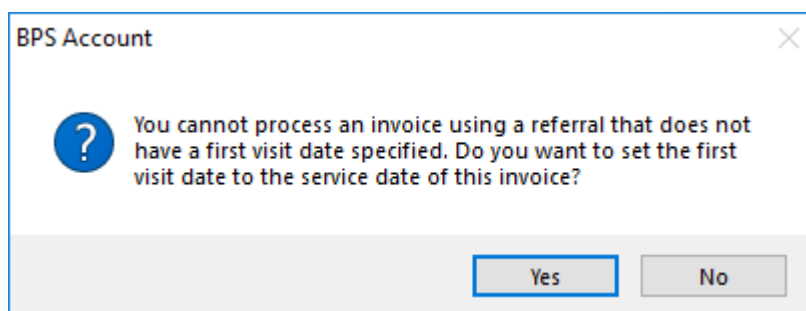 BPS Account
You cannot process an invoice using a referral that does not
have a first visit date specified. Do you want to set the first
visit date to the service date of this invoice?
Yes
No